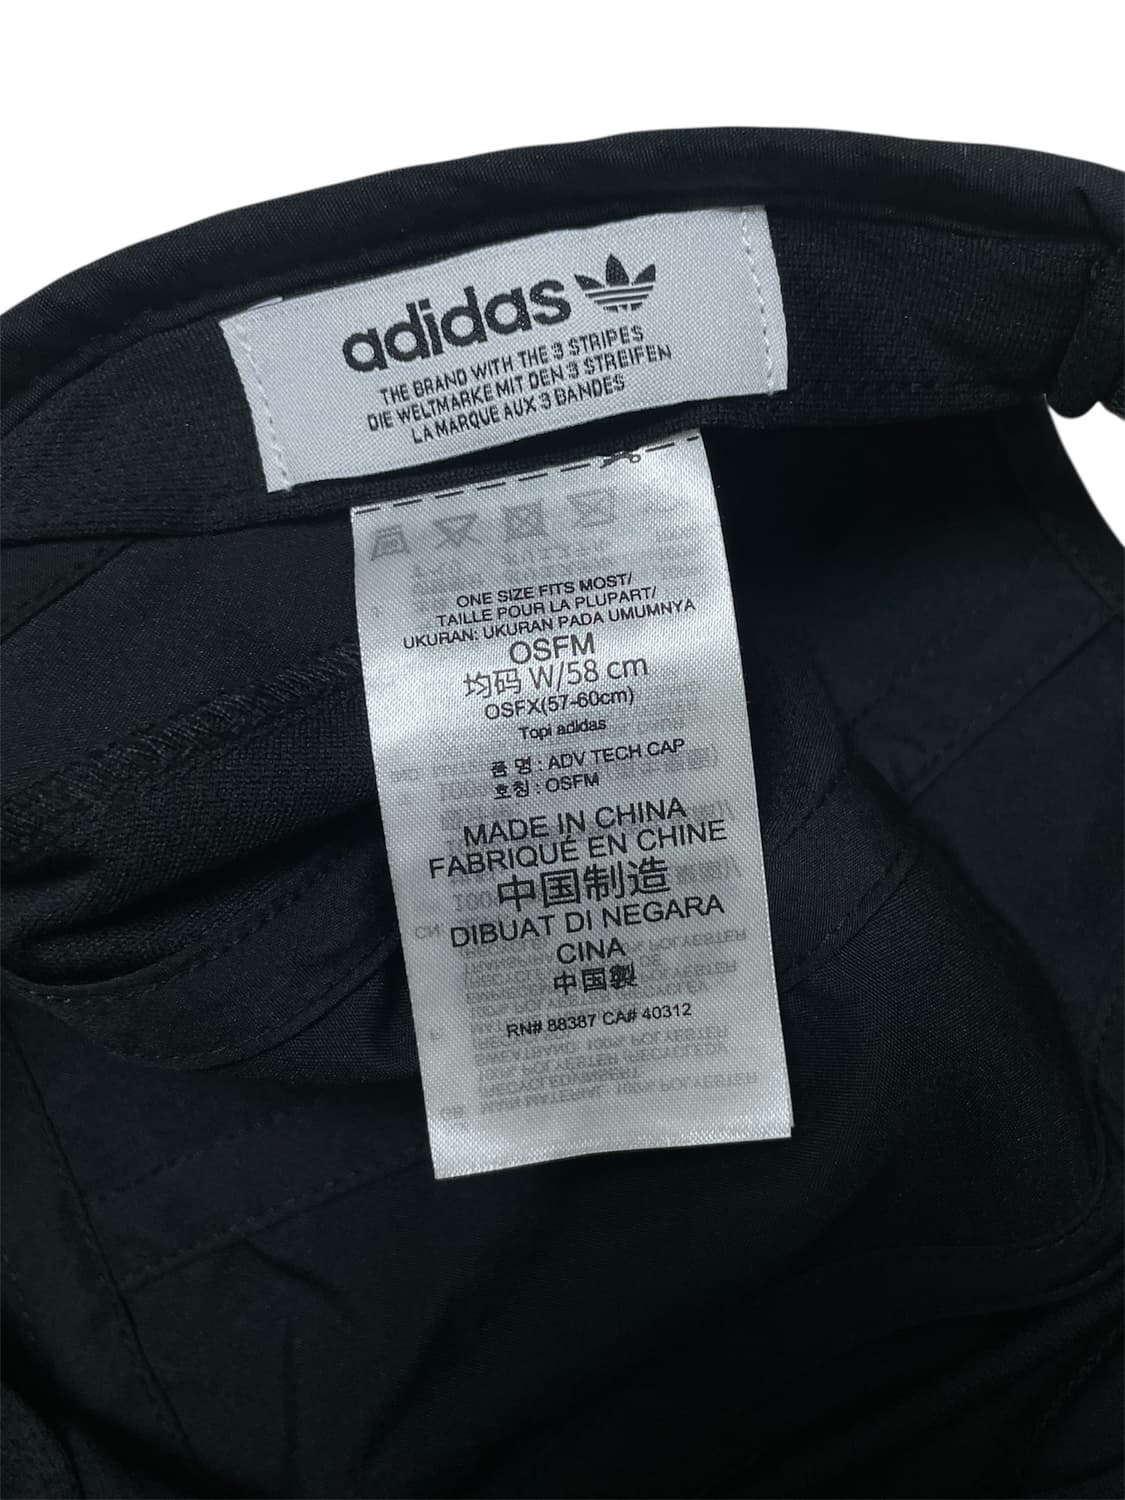 adidas
THE BRAND WITH THE 3 STRIPES
DIE WELTMARKE MIT DEN 3 STREIFEN
LA MARQUE AUX 3 BANDES
ONE SIZE FITS MOST/
TAILLE POUR LA PLUPART/
UKURAN: UKURAN PADA UMUMNYA
OSFM
均码 W/58 cm
OSFX(57-60cm)
Topi adidas
품 명 : ADV TECH CAP
호칭 : OSFM
MADE IN CHINA
FABRIQUÉ EN CHINE
中国制造
DIBUAT DI NEGARA
CINA
中国製
RN# 88387 CA# 40312